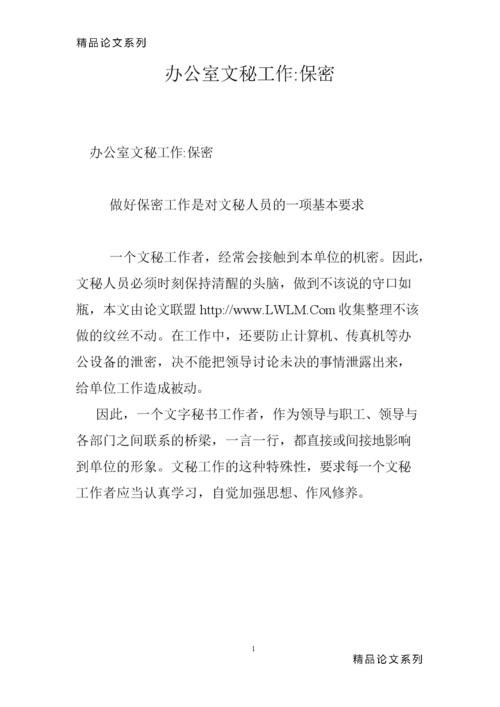 精品论文系列
办公室文秘工作:保密
办公室文秘工作:保密
做好保密工作是对文秘人员的一项基本要求
一个文秘工作者，经常会接触到本单位的机密。因此，
文秘人员必须时刻保持清醒的头脑，做到不该说的守口如
瓶，本文由论文联盟 http://www.LWLM.Com 收集整理不该
做的纹丝不动。在工作中，还要防止计算机、传真机等办
公设备的泄密，决不能把领导讨论未决的事情泄露出来，
给单位工作造成被动。
因此，一个文字秘书工作者，作为领导与职工、领导与
各部门之间联系的桥梁，一言一行，都直接或间接地影响
到单位的形象。文秘工作的这种特殊性，要求每一个文秘
工作者应当认真学习，自觉加强思想、作风修养。
1
精品论文系列